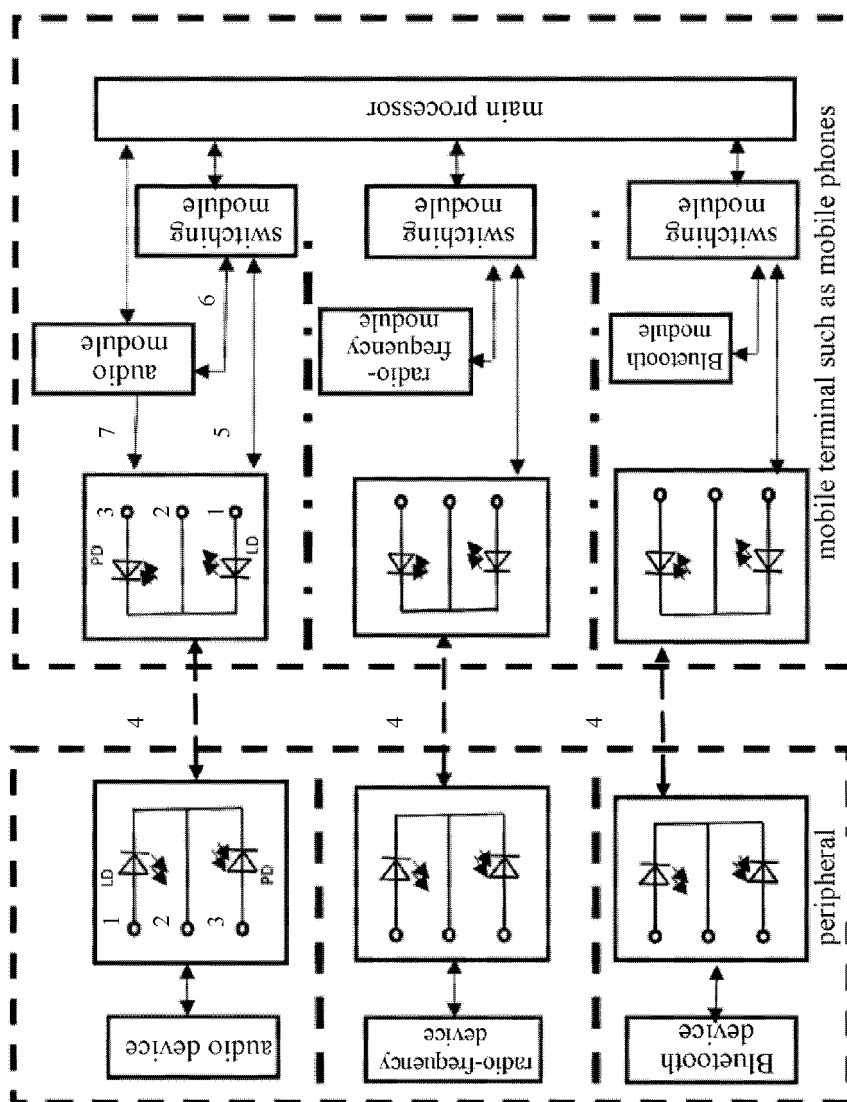 main processor
switching
module
switching
module
switching
module
6
audio
module
radio-
frequency
module
Bluetooth
module
7
5
3
2
1
PD
LD
mobile terminal such as mobile phones
4
4
4
LD
PD
1
2
3
peripheral
audio device
radio-frequency
device
Bluetooth
device